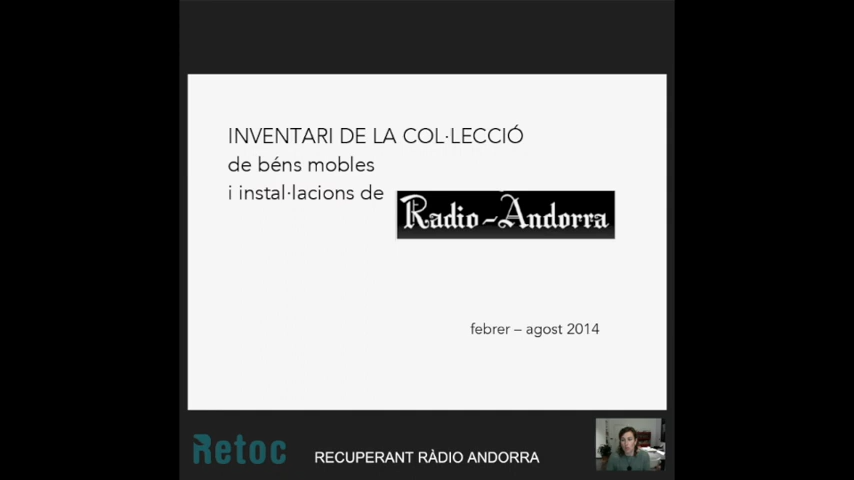 INVENTARI DE LA COL·LECCIÓ
de béns mobles
i instal·lacions de
Radio-Andorra
febrer – agost 2014
Retoc
RECUPERANT RÀDIO ANDORRA